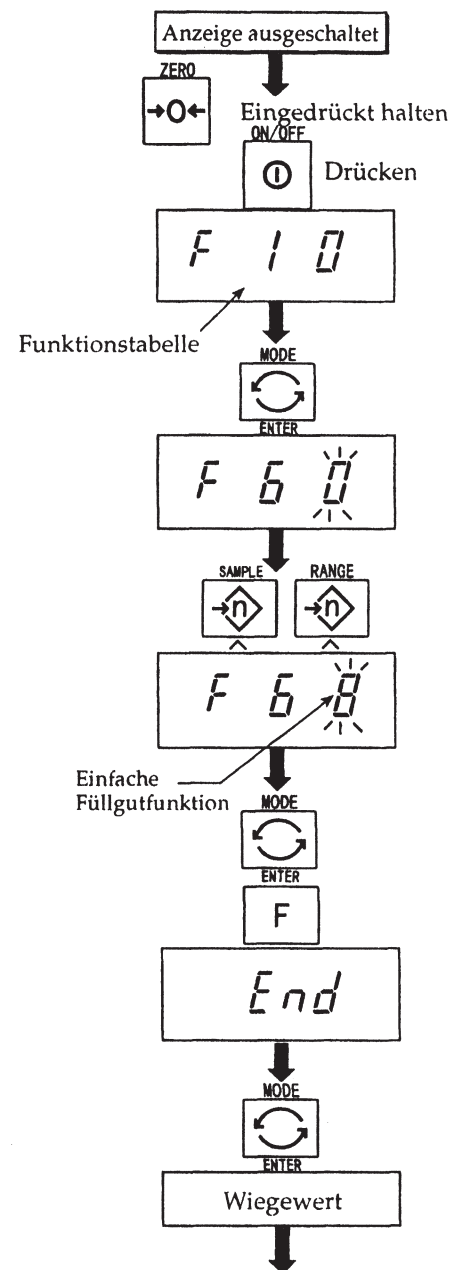 Anzeige ausgeschaltet
ZERO
→0←
Eingedrückt halten
ON/OFF
Drücken
F 1 0
Funktionstabelle
MODE
ENTER
F 6 0
SAMPLE RANGE
→n →n
F 6 8
Einfache
Füllgutfunktion
MODE
ENTER
F
End
MODE
ENTER
Wiegewert